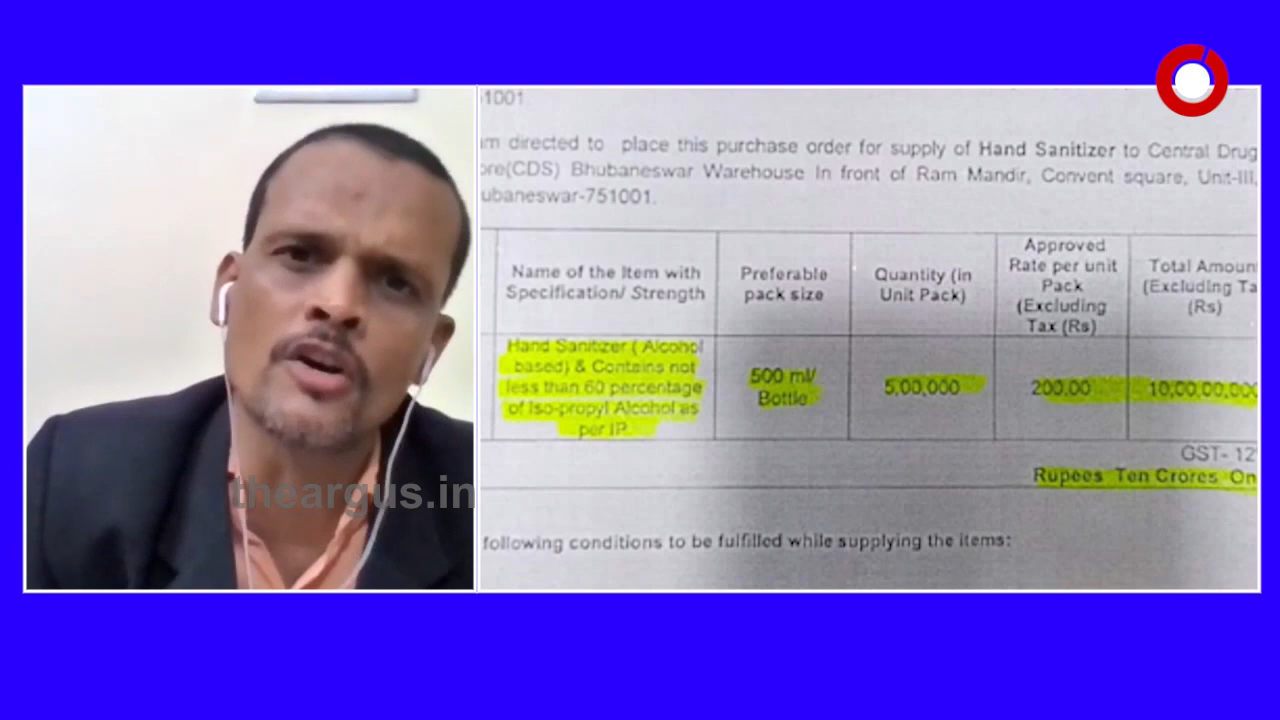 theargus.in
51001
am directed to place this purchase order for supply of Hand Sanitizer to Central Drug
ore(CDS) Bhubaneswar Warehouse In front of Ram Mandir, Convent square, Unit-III,
ubaneswar-751001.
Name of the Item with
Specification/ Strength
Preferable
pack size
Quantity (in
Unit Pack)
Approved
Rate per unit
Pack
(Excluding
Tax (Rs)
Total Amoun
(Excluding Ta
(Rs)
Hand Sanitizer ( Alcohol
based) & Contains not
less than 60 percentage
of Iso-propyl Alcohol as
per IP.
500 ml/
Bottle
5,00,000
200.00
10,00,00,000
GST- 12
Rupees Ten Crores On
following conditions to be fulfilled while supplying the items: